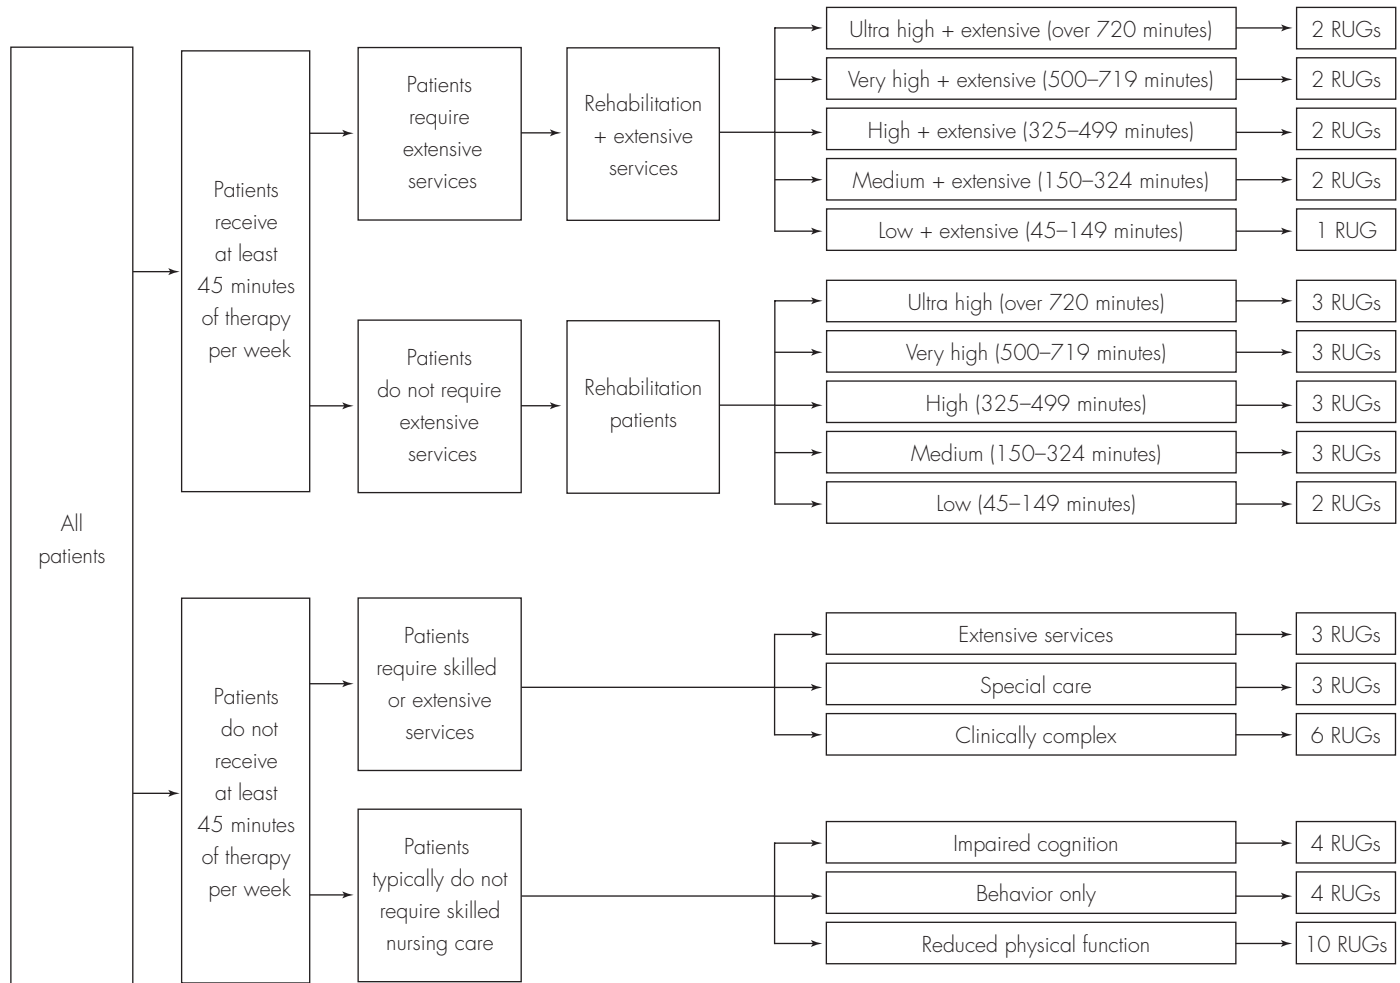 All
patients
Patients
receive
at least
45 minutes
of therapy
per week
Patients
require
extensive
services
Rehabilitation
+ extensive
services
Ultra high + extensive (over 720 minutes)
2 RUGs
Very high + extensive (500–719 minutes)
2 RUGs
High + extensive (325–499 minutes)
2 RUGs
Medium + extensive (150–324 minutes)
2 RUGs
Low + extensive (45–149 minutes)
1 RUG
Patients
do not require
extensive
services
Rehabilitation
patients
Ultra high (over 720 minutes)
3 RUGs
Very high (500–719 minutes)
3 RUGs
High (325–499 minutes)
3 RUGs
Medium (150–324 minutes)
3 RUGs
Low (45–149 minutes)
2 RUGs
Patients
do not
receive
at least
45 minutes
of therapy
per week
Patients
require skilled
or extensive
services
Extensive services
3 RUGs
Special care
3 RUGs
Clinically complex
6 RUGs
Patients
typically do not
require skilled
nursing care
Impaired cognition
4 RUGs
Behavior only
4 RUGs
Reduced physical function
10 RUGs